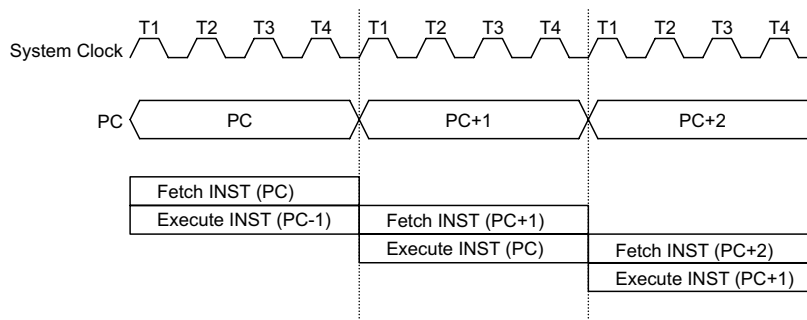 T1 T2 T3 T4 T1 T2 T3 T4 T1 T2 T3 T4
System Clock
PC PC PC+1 PC+2
Fetch INST (PC)
Execute INST (PC-1) Fetch INST (PC+1)
Execute INST (PC) Fetch INST (PC+2)
Execute INST (PC+1)